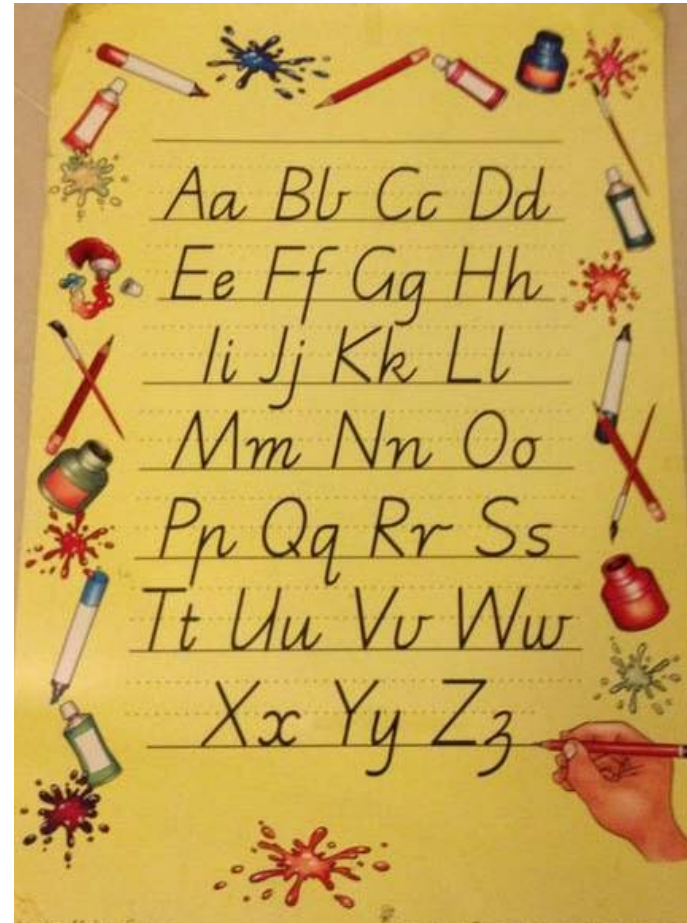 Aa Bb Cc Dd
Ee Ff Gg Hh
Ii Jj Kk Ll
Mm Nn Oo
Pp Qq Rr Ss
Tt Uu Vv Ww
Xx Yy Zz